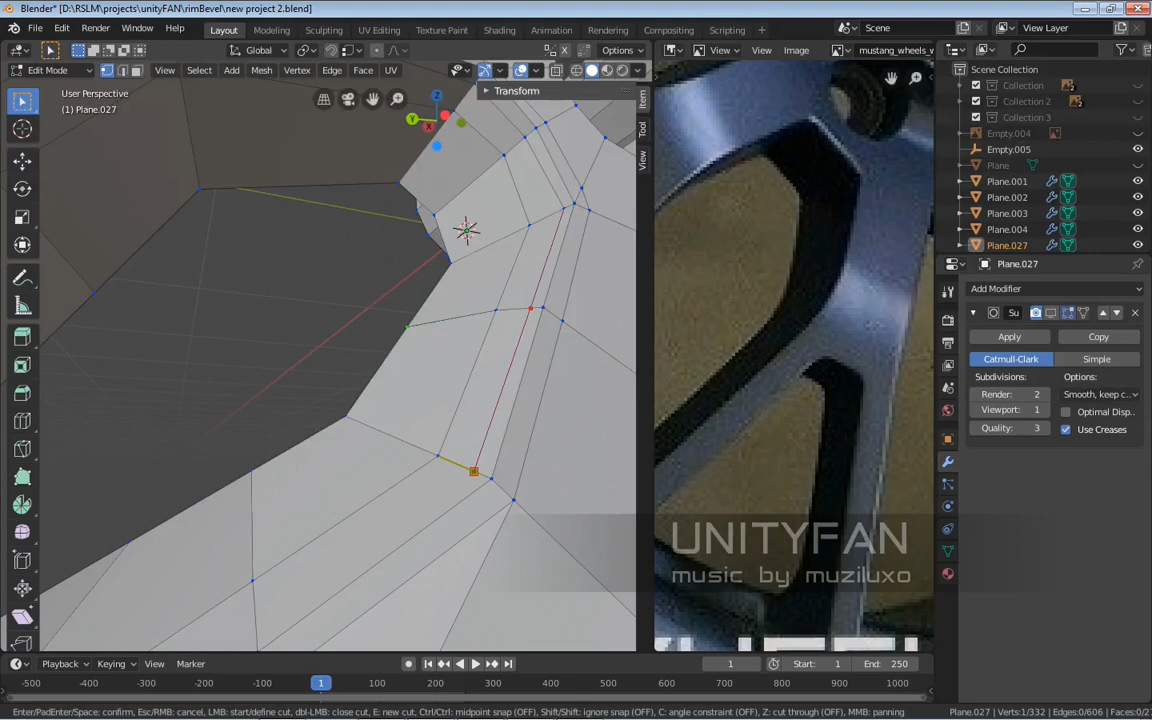 Blender* [D:\RSLM\projects\unityFAN\rimBevel\new project 2.blend]
File Edit Render Window Help
Layout Modeling Sculpting UV Editing Texture Paint Shading Animation Rendering Compositing Scripting
Scene
View Layer
Global
Options
View
View Image
mustang_wheels_w
Edit Mode
View Select Add Mesh Vertex Edge Face UV
Transform
Item
Tool
View
User Perspective
(1) Plane.027
Z
Y
X
Scene Collection
Collection
2
Collection 2
2
Collection 3
Empty.004
Empty.005
Plane
Plane.001
Plane.002
Plane.003
Plane.004
Plane.027
Plane.027
Add Modifier
Su
Apply
Copy
Catmull-Clark
Simple
Subdivisions:
Options:
Render: 2
Smooth, keep c...
Viewport: 1
Optimal Disp..
Quality: 3
Use Creases
UNITYFAN
music by muziluxo
Playback Keying View Marker
1
Start: 1
End: 250
-500 -400 -300 -200 -100 1 100 200 300 400 500 600 700 800 900 1000
Enter/PadEnter/Space: confirm, Esc/RMB: cancel, LMB: start/define cut, dbl-LMB: close cut, E: new cut, Ctrl/Ctrl: midpoint snap (OFF), Shift/Shift: ignore snap (OFF), C: angle constraint (OFF), Z: cut through (OFF), MMB: panning
Plane.027 | Verts:1/332 | Edges:0/606 | Faces:0/2